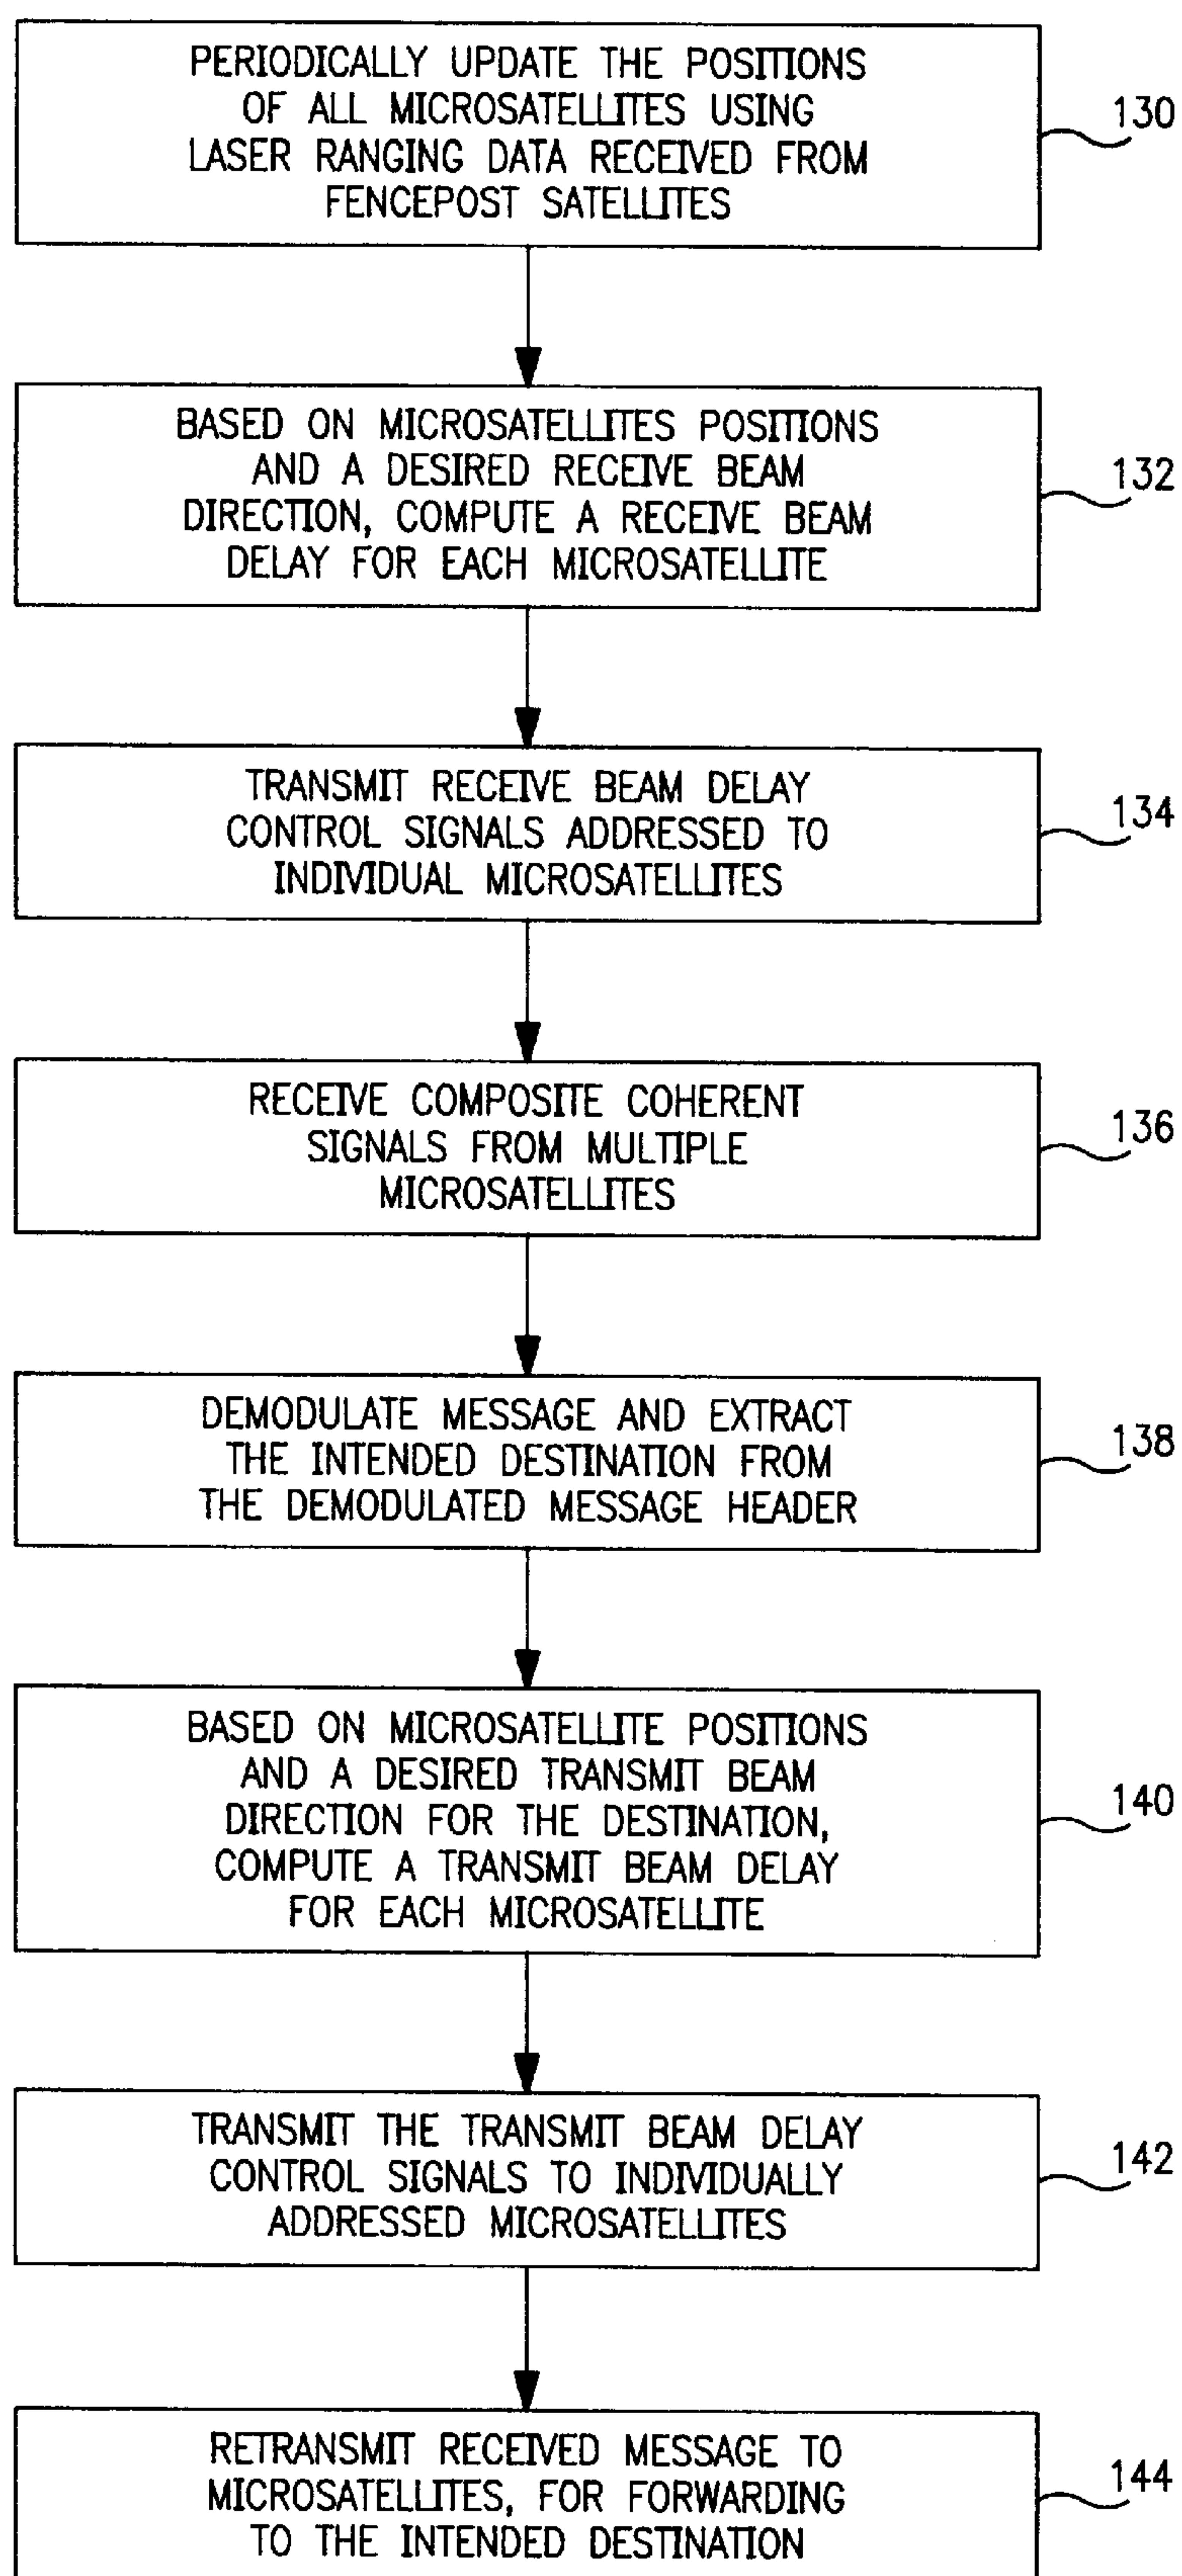 PERIODICALLY UPDATE THE POSITIONS
OF ALL MICROSATELLITES USING
LASER RANGING DATA RECEIVED FROM
FENCEPOST SATELLITES
130
BASED ON MICROSATELLITES POSITIONS
AND A DESIRED RECEIVE BEAM
DIRECTION, COMPUTE A RECEIVE BEAM
DELAY FOR EACH MICROSATELLITE
132
TRANSMIT RECEIVE BEAM DELAY
CONTROL SIGNALS ADDRESSED TO
INDIVIDUAL MICROSATELLITES
134
RECEIVE COMPOSITE COHERENT
SIGNALS FROM MULTIPLE
MICROSATELLITES
136
DEMODULATE MESSAGE AND EXTRACT
THE INTENDED DESTINATION FROM
THE DEMODULATED MESSAGE HEADER
138
BASED ON MICROSATELLITE POSITIONS
AND A DESIRED TRANSMIT BEAM
DIRECTION FOR THE DESTINATION,
COMPUTE A TRANSMIT BEAM DELAY
FOR EACH MICROSATELLITE
140
TRANSMIT THE TRANSMIT BEAM DELAY
CONTROL SIGNALS TO INDIVIDUALLY
ADDRESSED MICROSATELLITES
142
RETRANSMIT RECEIVED MESSAGE TO
MICROSATELLITES, FOR FORWARDING
TO THE INTENDED DESTINATION
144